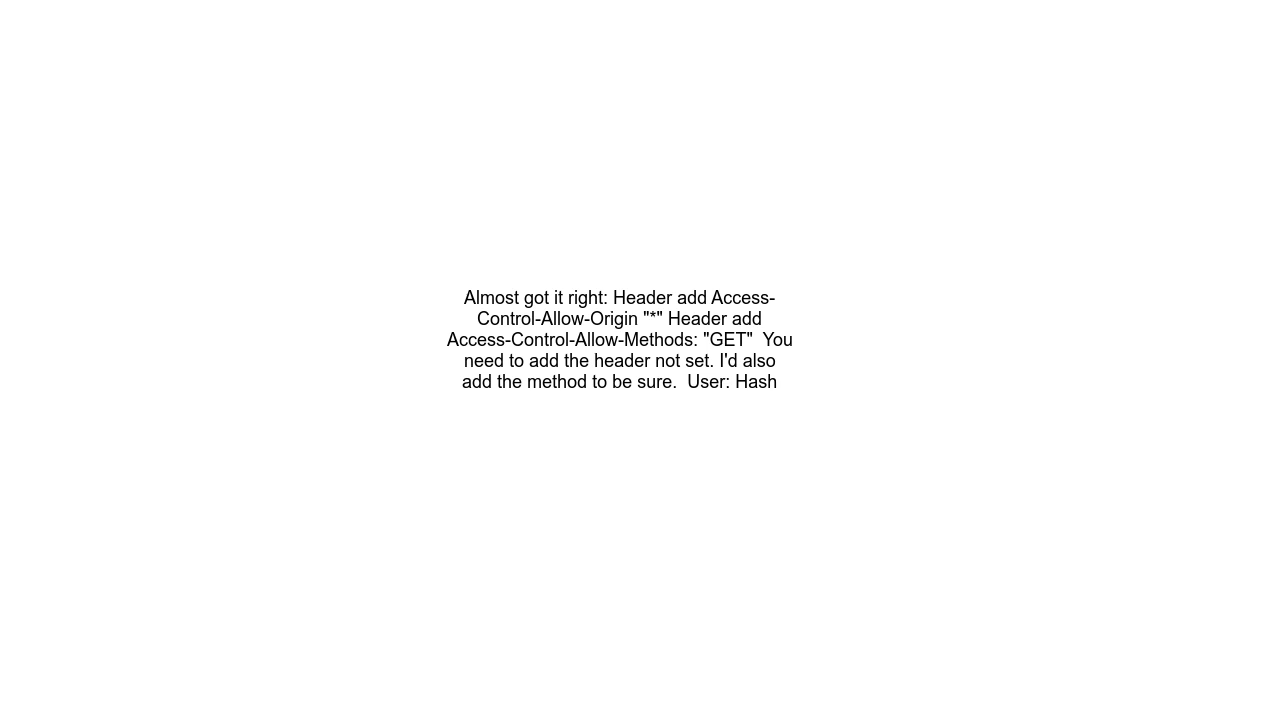 Almost got it right: Header add Access-
Control-Allow-Origin "*" Header add
Access-Control-Allow-Methods: "GET"  You
need to add the header not set. I'd also
add the method to be sure.  User: Hash